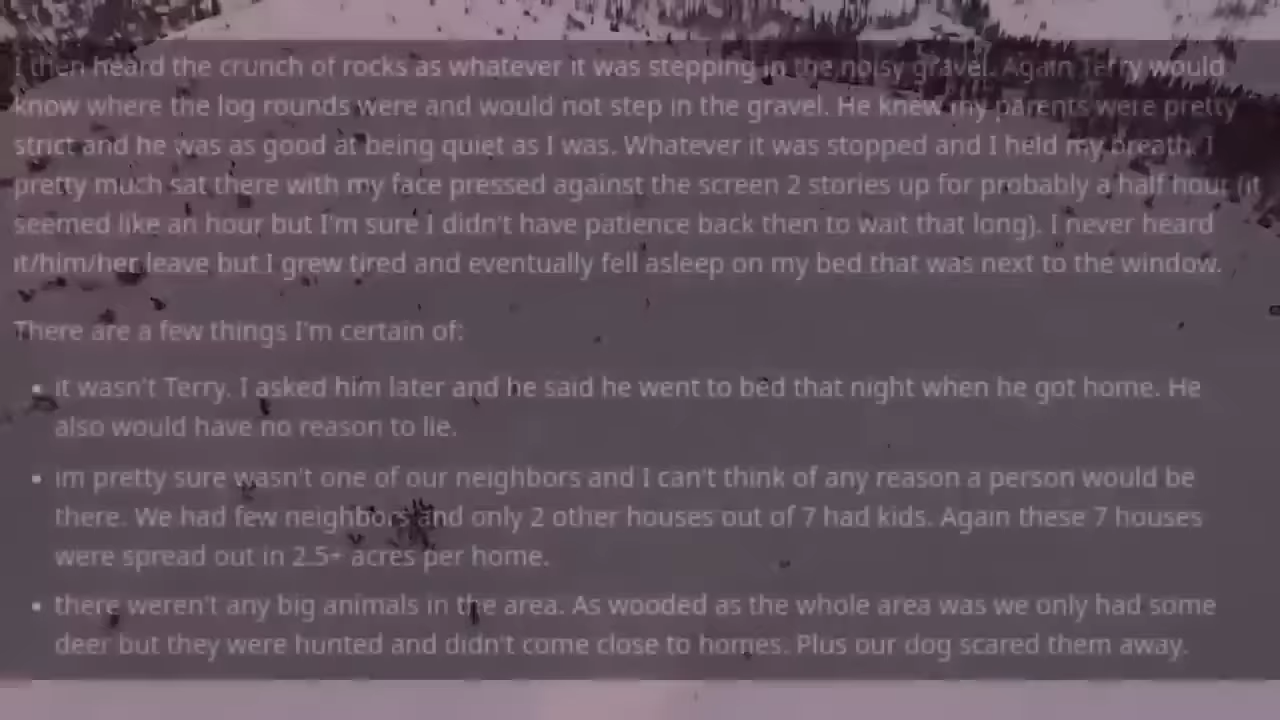 I then heard the crunch of rocks as whatever it was stepping in the noisy gravel. Again Terry would
know where the log rounds were and would not step in the gravel. He knew my parents were pretty
strict and he was as good at being quiet as I was. Whatever it was stopped and I held my breath. I
pretty much sat there with my face pressed against the screen 2 stories up for probably a half hour (it
seemed like an hour but I'm sure I didn't have patience back then to wait that long). I never heard
it/him/her leave but I grew tired and eventually fell asleep on my bed that was next to the window.
There are a few things I'm certain of:
• it wasn't Terry. I asked him later and he said he went to bed that night when he got home. He
also would have no reason to lie.
• im pretty sure wasn't one of our neighbors and I can't think of any reason a person would be
there. We had few neighbors and only 2 other houses out of 7 had kids. Again these 7 houses
were spread out in 2.5+ acres per home.
• there weren't any big animals in the area. As wooded as the whole area was we only had some
deer but they were hunted and didn't come close to homes. Plus our dog scared them away.